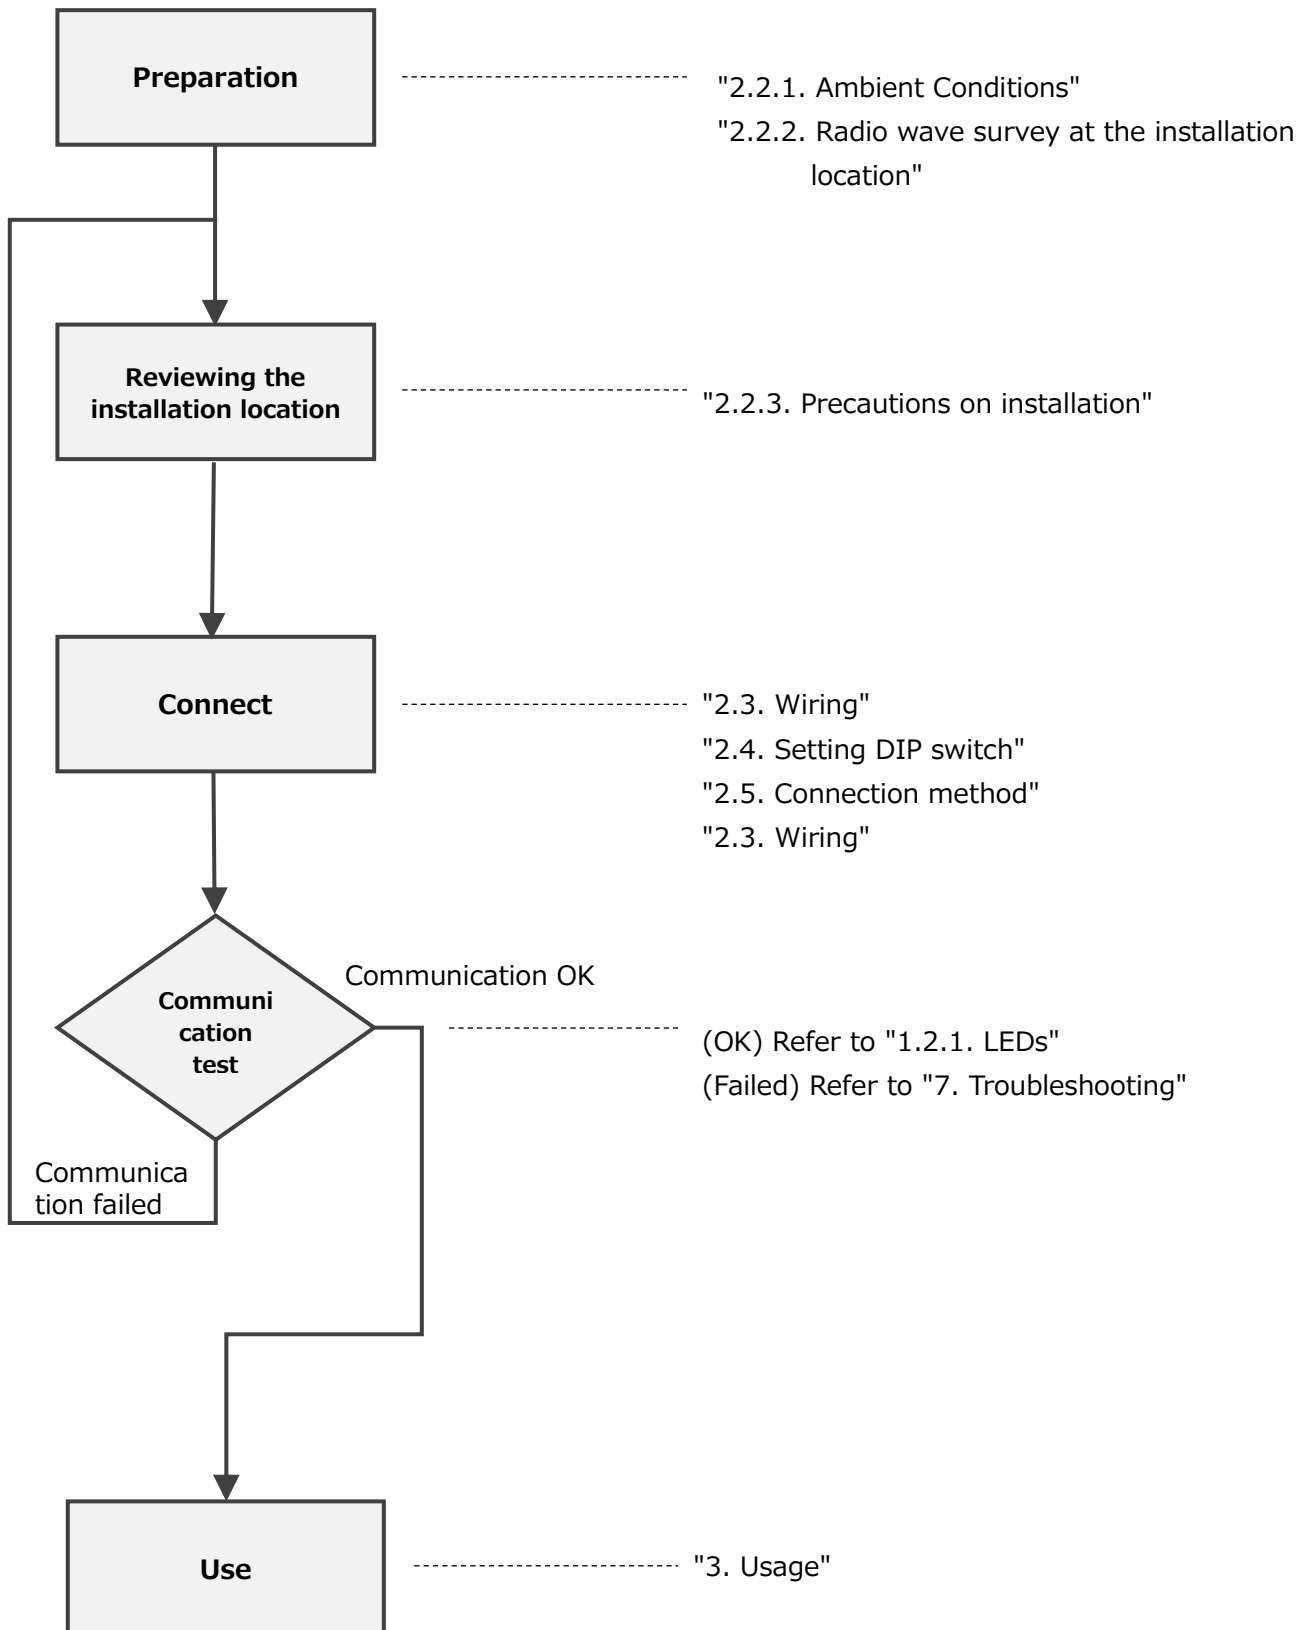 Preparation
"2.2.1. Ambient Conditions"
"2.2.2. Radio wave survey at the installation
location"
Reviewing the
installation location
"2.2.3. Precautions on installation"
Connect
"2.3. Wiring"
"2.4. Setting DIP switch"
"2.5. Connection method"
"2.3. Wiring"
Communication OK
Communi
cation
test
(OK) Refer to "1.2.1. LEDs"
(Failed) Refer to "7. Troubleshooting"
Communica
tion failed
Use
"3. Usage"